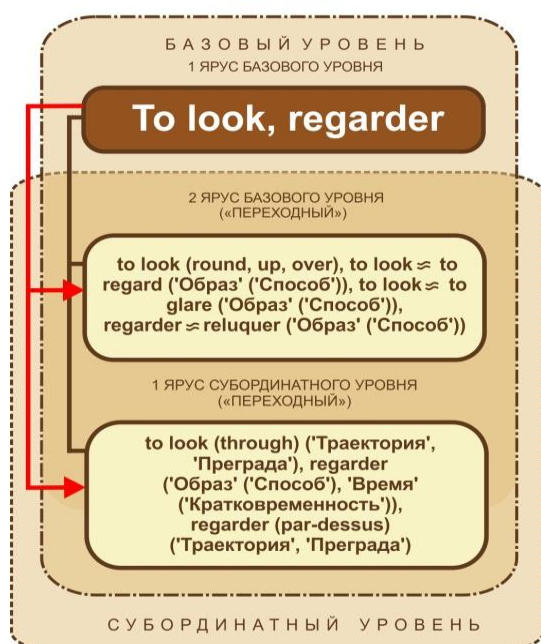 БАЗОВЫЙ УРОВЕНЬ
1 ЯРУС БАЗОВОГО УРОВНЯ
To look, regarder
2 ЯРУС БАЗОВОГО УРОВНЯ
(«ПЕРЕХОДНЫЙ»)
to look (round, up, over), to look ≈ to
regard ('Образ' ('Способ')), to look ≈ to
glare ('Образ' ('Способ')),
regarder ≈ reluquer ('Образ' ('Способ'))
1 ЯРУС СУБОРДИНАТНОГО УРОВНЯ
(«ПЕРЕХОДНЫЙ»)
to look (through) ('Траектория',
'Преграда'), regarder
('Образ' ('Способ'), 'Время'
('Кратковременность')),
regarder (par-dessus)
('Траектория', 'Преграда')
СУБОРДИНАТНЫЙ УРОВЕНЬ